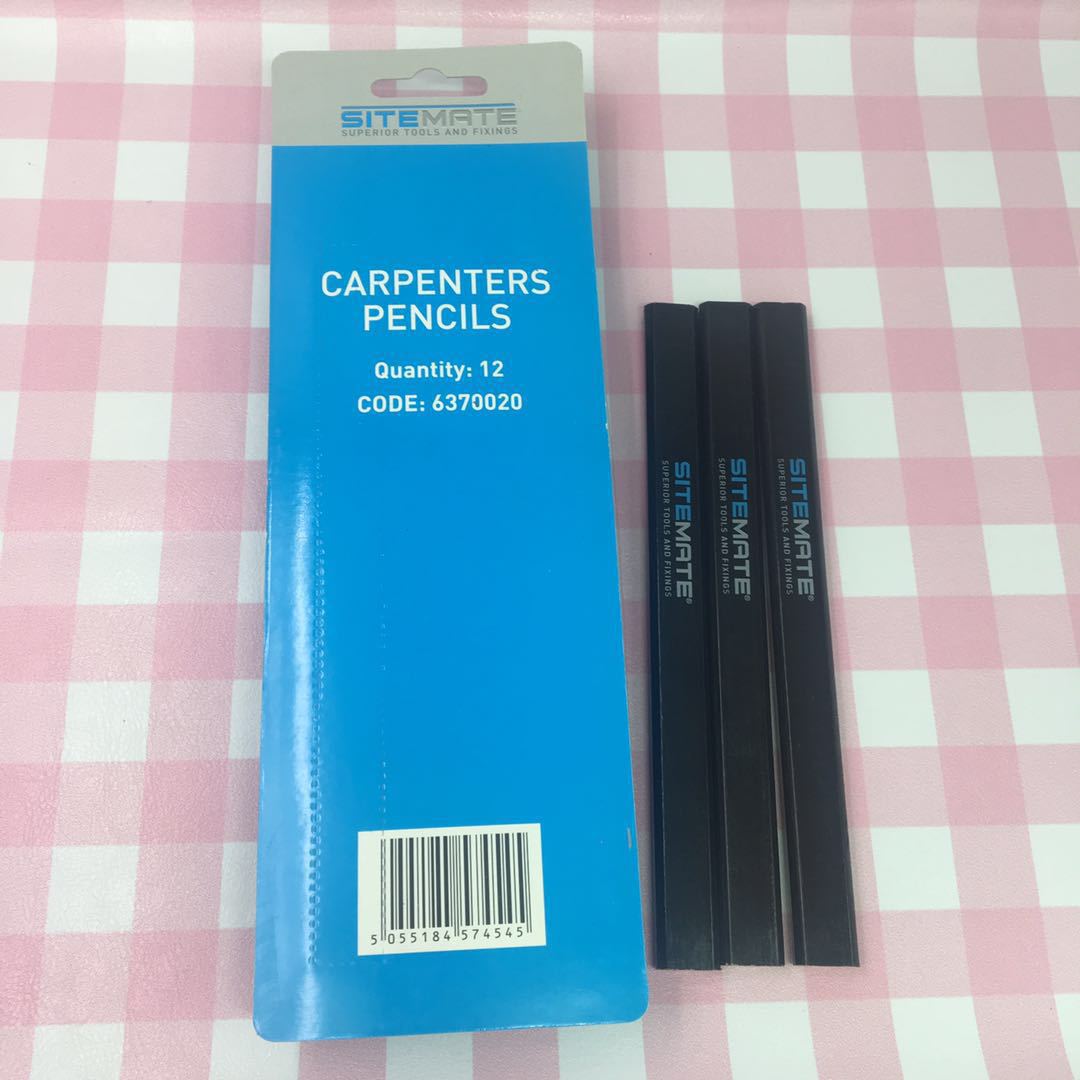 SITEMATE
SUPERIOR TOOLS AND FIXINGS
CARPENTERS
PENCILS
Quantity: 12
CODE: 6370020
5 055184 574545
SITEMATE®
SUPERIOR TOOLS AND FIXINGS
SITEMATE®
SUPERIOR TOOLS AND FIXINGS
SITEMATE®
SUPERIOR TOOLS AND FIXINGS